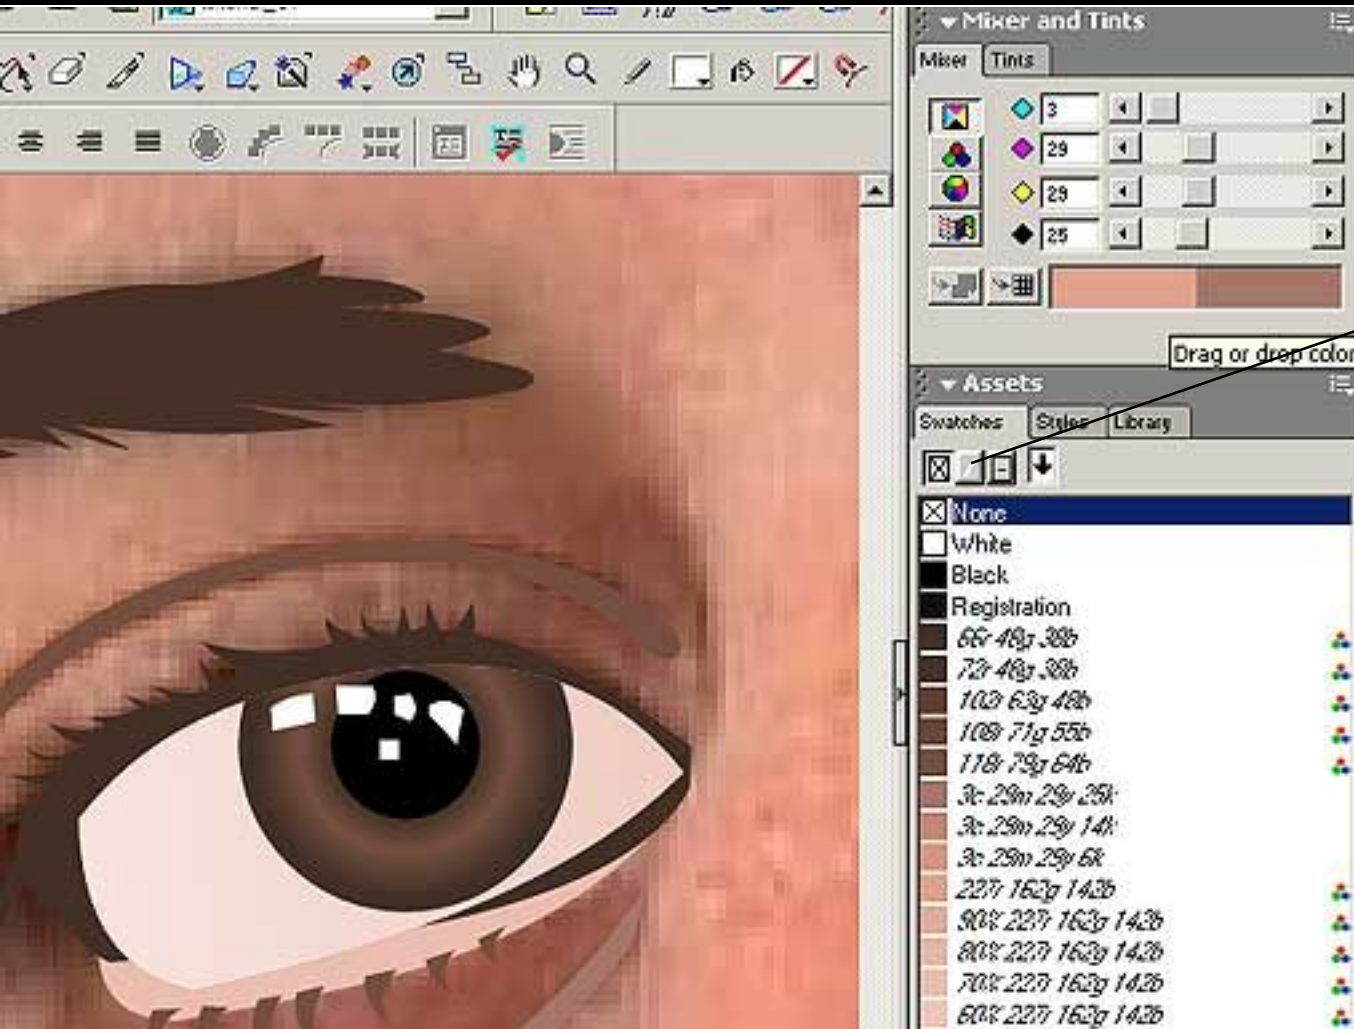 Mixer and Tints
Mixer Tints
3
29
29
25
Drag or drop color
Assets
Swatches Styles Library
None
White
Black
Registration
66r 48g 38b
72r 48g 38b
102r 63g 48b
108r 71g 55b
118r 79g 64b
3c 29m 29y 25k
3c 29m 29y 14k
3c 29m 29y 6k
227r 162g 142b
90% 227r 162g 142b
80% 227r 162g 142b
70% 227r 162g 142b
60% 227r 162g 142b